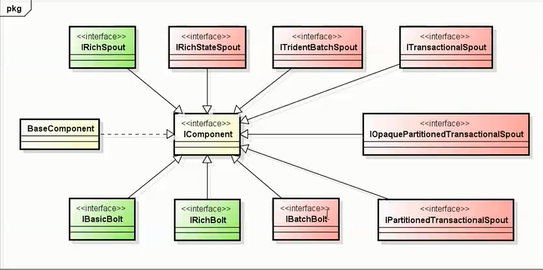 pkg
<<interface>>
IRichSpout
<<interface>>
IRichStateSpout
<<interface>>
ITridentBatchSpout
<<interface>>
ITransactionalSpout
BaseComponent
<<interface>>
IComponent
<<interface>>
IOpaquePartitionedTransactionalSpout
<<interface>>
IBasicBolt
<<interface>>
IRichBolt
<<interface>>
IBatchBolt
<<interface>>
IPartitionedTransactionalSpout